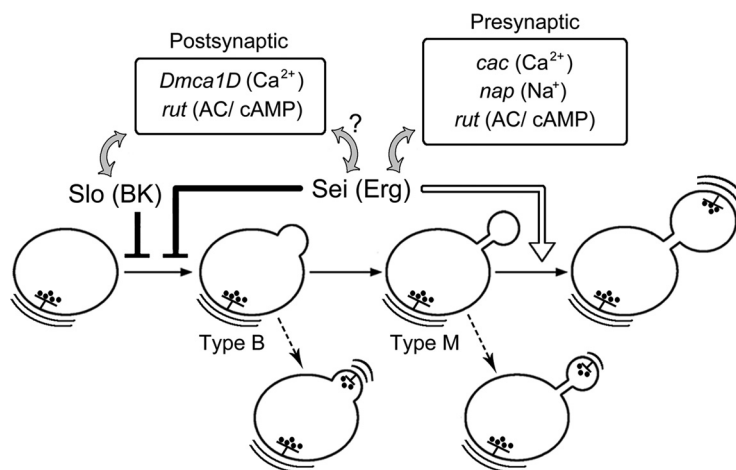 Postsynaptic
Dmca1D (Ca2+)
rut (AC/ cAMP)
Presynaptic
cac (Ca2+)
nap (Na+)
rut (AC/ cAMP)
?
Slo (BK)
Sei (Erg)
Type B
Type M